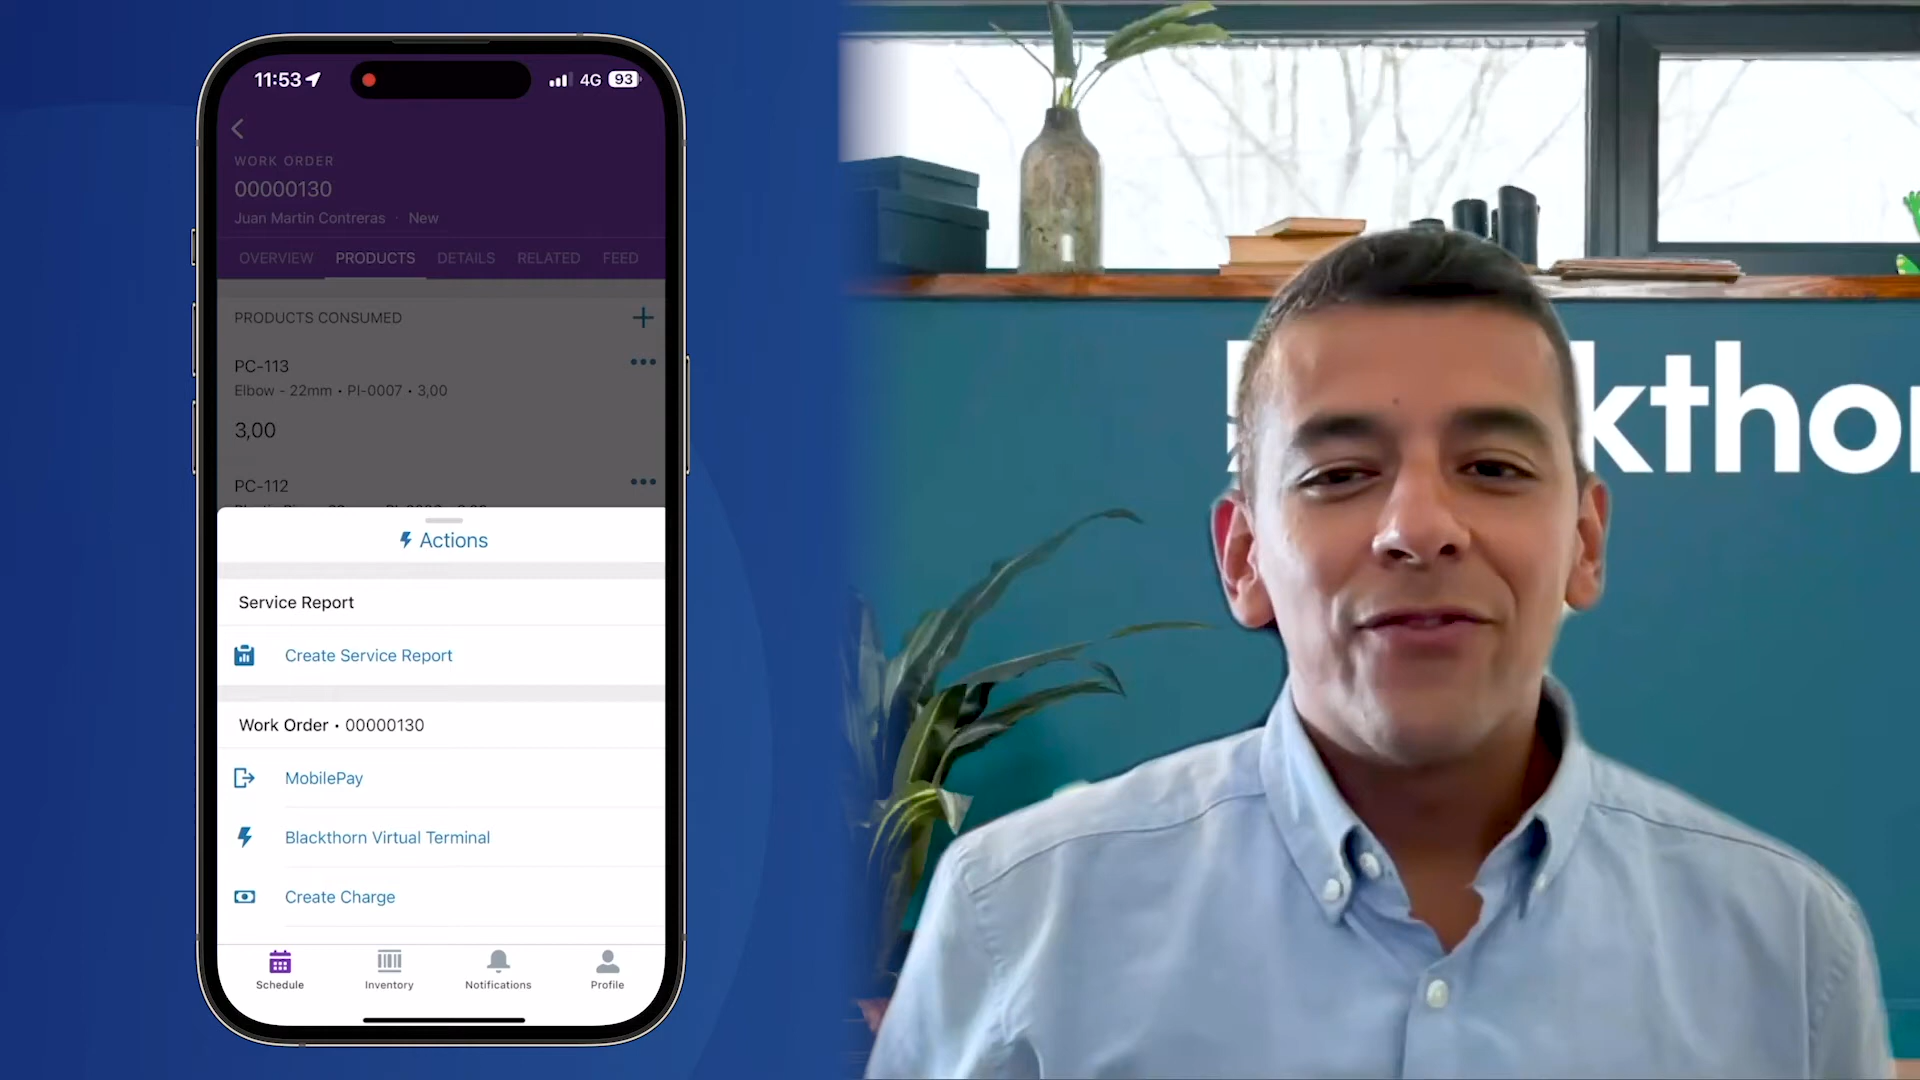 11:53
4G 93
WORK ORDER
00000130
Juan Martin Contreras · New
OVERVIEW PRODUCTS DETAILS RELATED FEED
PRODUCTS CONSUMED
PC-113
Elbow - 22mm • PI-0007 • 3,00
3,00
PC-112
Actions
Service Report
Create Service Report
Work Order • 00000130
MobilePay
Blackthorn Virtual Terminal
Create Charge
Schedule Inventory Notifications Profile
kthor